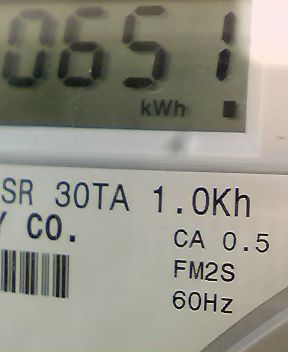 0651
kWh
SR 30TA 1.0Kh
Y CO.
CA 0.5
FM2S
60Hz